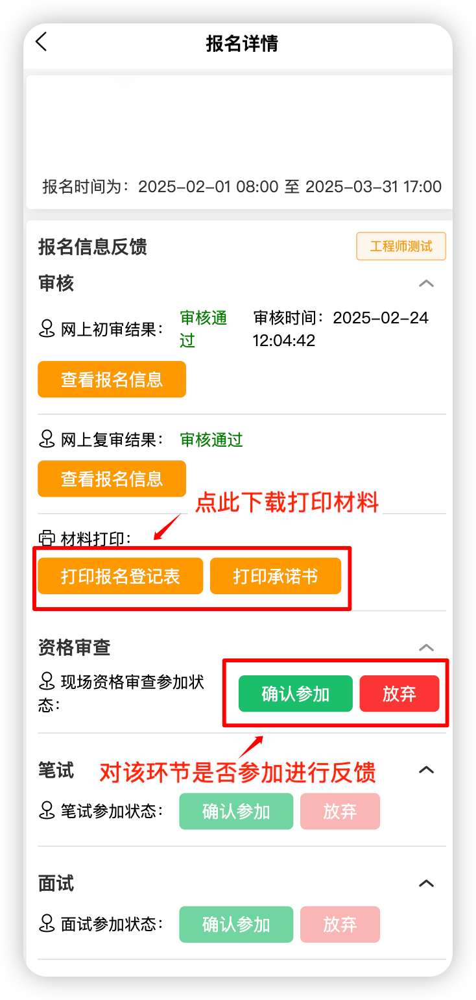 报名详情
报名时间为：2025-02-01 08:00 至 2025-03-31 17:00
报名信息反馈
工程师测试
审核
网上初审结果：
审核通
过
审核时间：2025-02-24
12:04:42
查看报名信息
网上复审结果：
审核通过
查看报名信息
点此下载打印材料
材料打印：
打印报名登记表
打印承诺书
资格审查
现场资格审查参加状
态：
确认参加
放弃
笔试
对该环节是否参加进行反馈
笔试参加状态：
确认参加
放弃
面试
面试参加状态：
确认参加
放弃